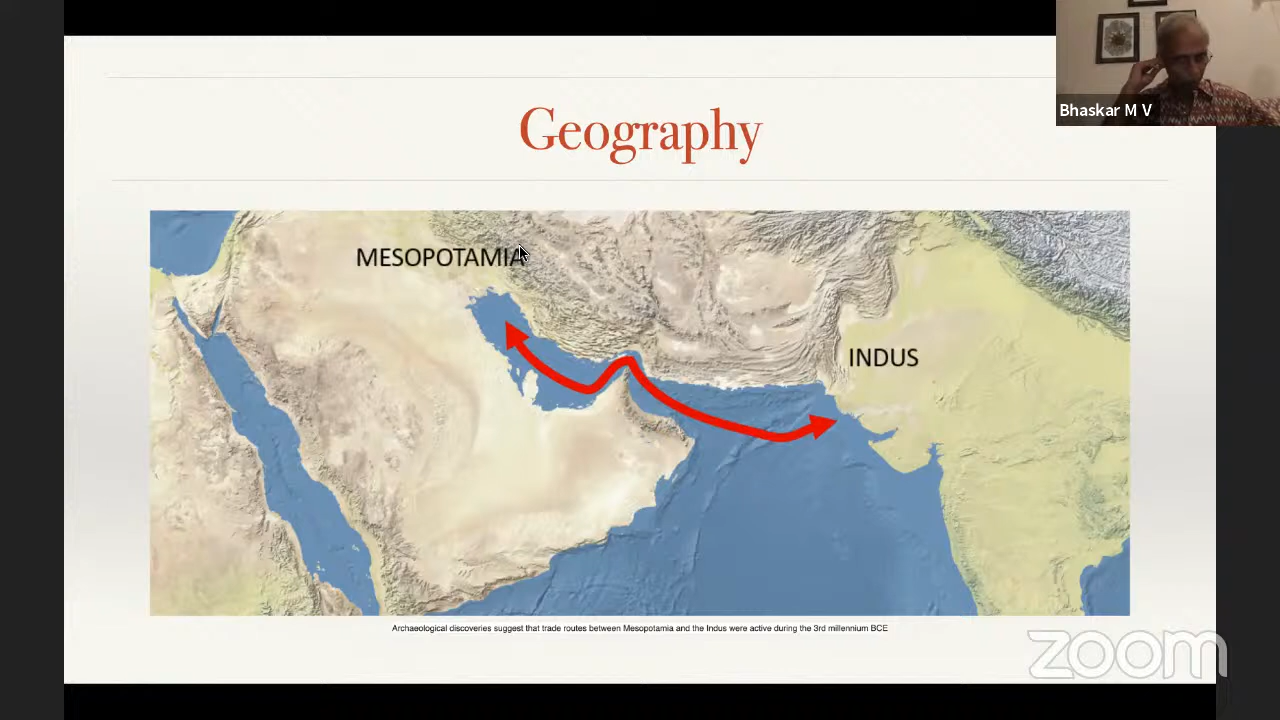 Geography
Bhaskar M V
MESOPOTAMIA
INDUS
Archaeological discoveries suggest that trade routes between Mesopotamia and the Indus were active during the 3rd millennium BCE
zoom